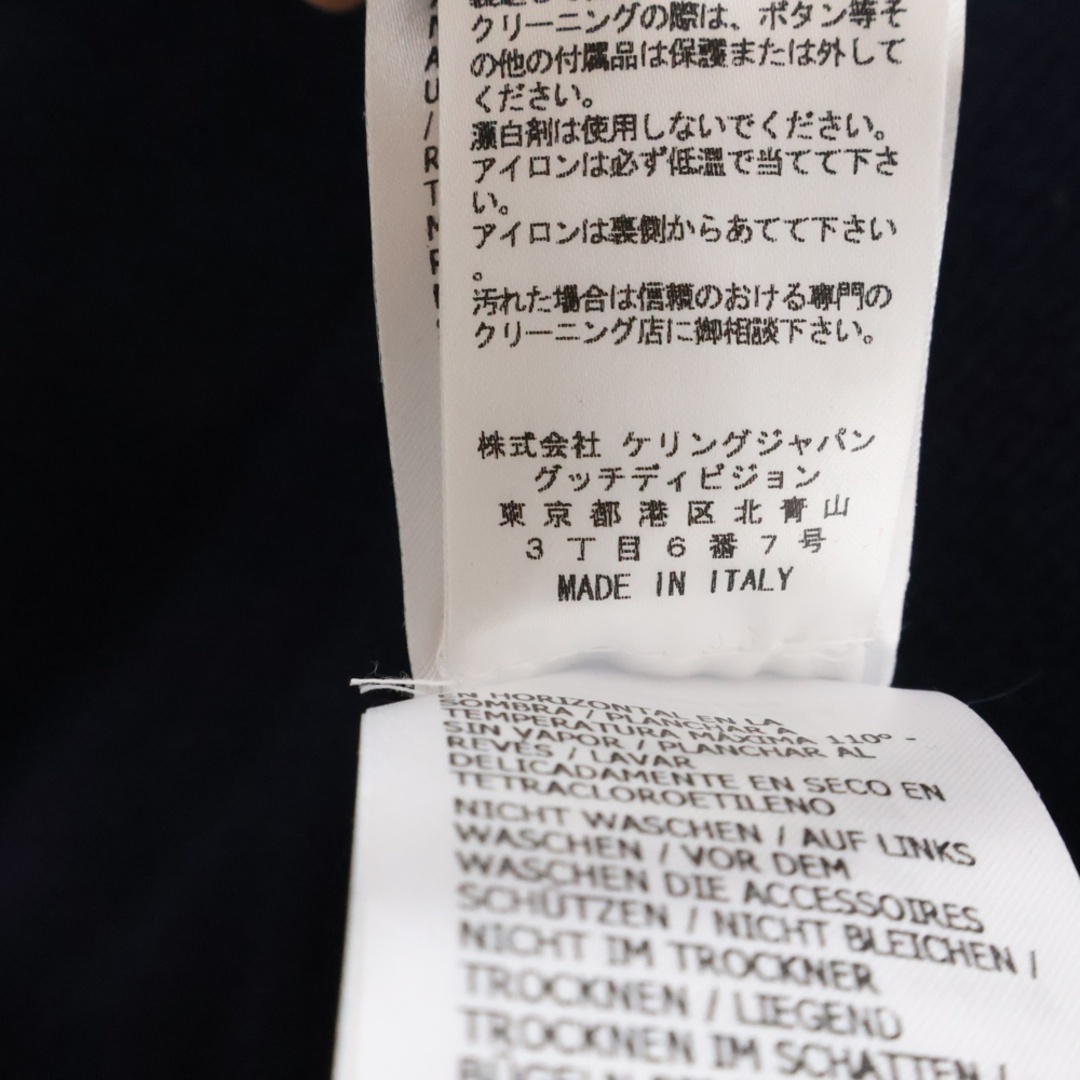 クリーニングの際は、ボタン等そ
の他の付属品は保護または外して
ください。
漂白剤は使用しないでください。
アイロンは必ず低温で当てて下さ
い。
アイロンは裏側からあてて下さい
。
汚れた場合は信頼のおける専門の
クリーニング店に御相談下さい。
株式会社 ケリングジャパン
グッチディビジョン
東京都港区北青山
3丁目6番7号
MADE IN ITALY
EN HORIZONTAL EN LA
SOMBRA / PLANCHAR A
TEMPERATURA MÁXIMA 110° -
SIN VAPOR / PLANCHAR AL
REVÉS / LAVAR
DELICADAMENTE EN SECO EN
TETRACLOROETILENO
NICHT WASCHEN / AUF LINKS
WASCHEN / VOR DEM
WASCHEN DIE ACCESSOIRES
SCHÜTZEN / NICHT BLEICHEN /
NICHT IM TROCKNER
TROCKNEN / LIEGEND
TROCKNEN IM SCHATTEN /